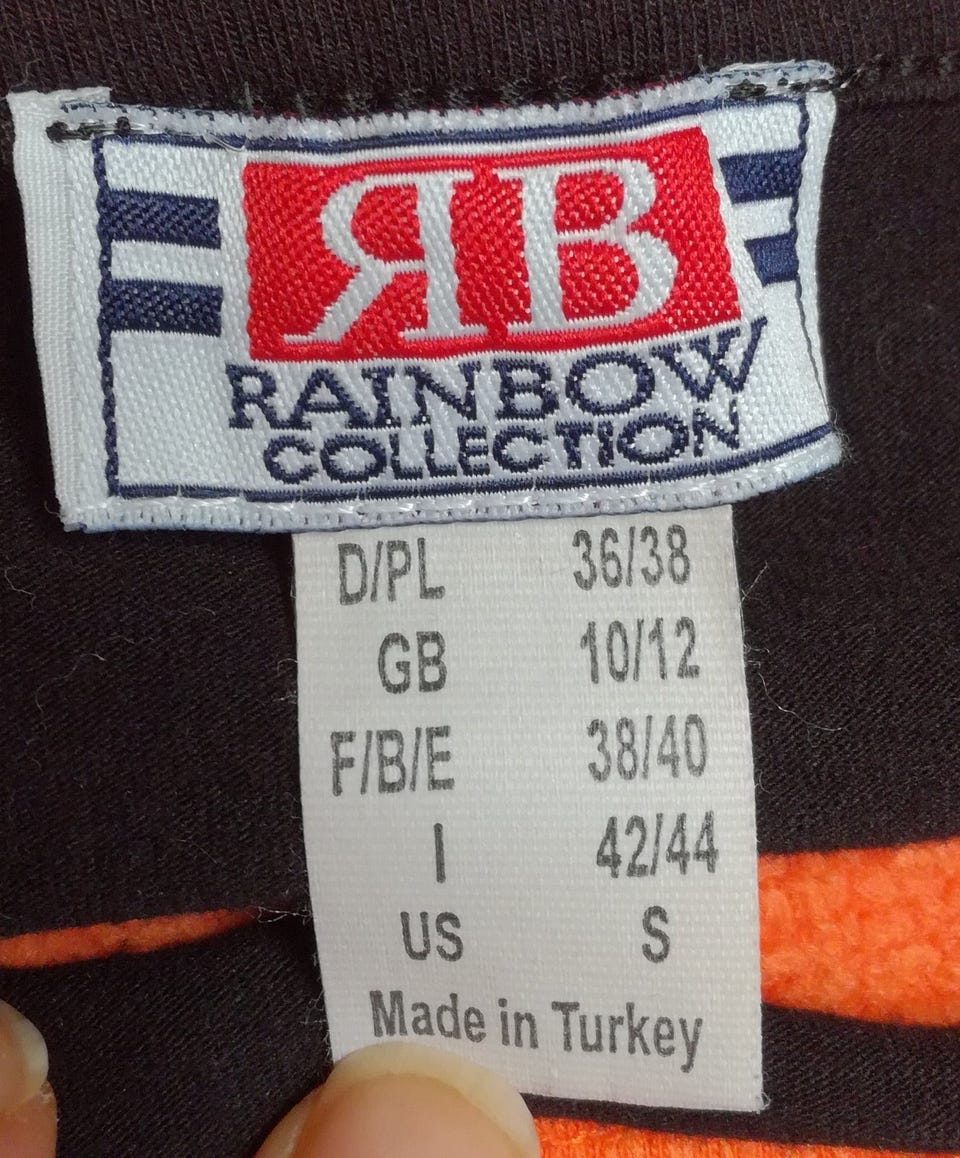 RB
RAINBOW
COLLECTION
D/PL 36/38
GB 10/12
F/B/E 38/40
I 42/44
US S
Made in Turkey